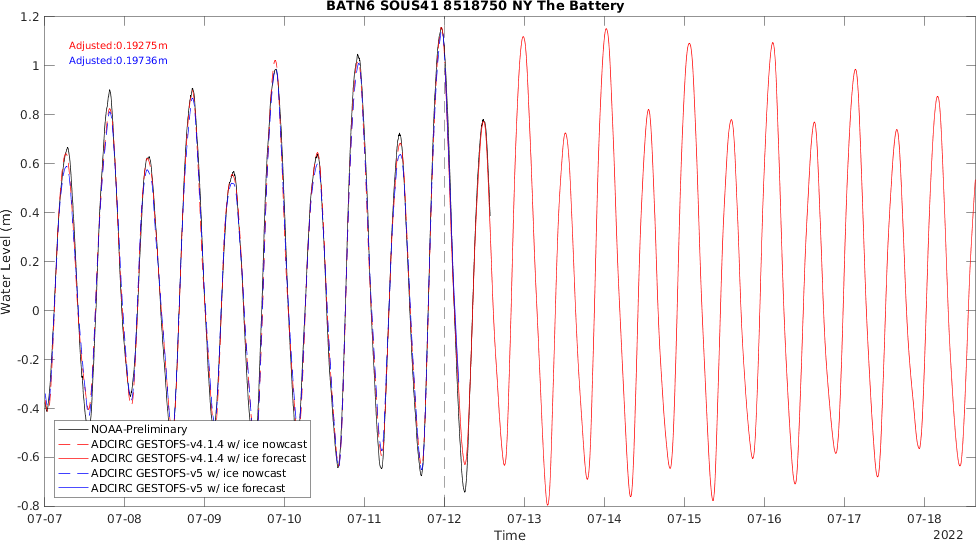 BATN6 SOUS41 8518750 NY The Battery
Adjusted:0.19275m
Adjusted:0.19736m
Water Level (m)
1.2
1
0.8
0.6
0.4
0.2
0
-0.2
-0.4
-0.6
-0.8
NOAA-Preliminary
ADCIRC GESTOFS-v4.1.4 w/ ice nowcast
ADCIRC GESTOFS-v4.1.4 w/ ice forecast
ADCIRC GESTOFS-v5 w/ ice nowcast
ADCIRC GESTOFS-v5 w/ ice forecast
07-07 07-08 07-09 07-10 07-11 07-12 07-13 07-14 07-15 07-16 07-17 07-18
Time
2022